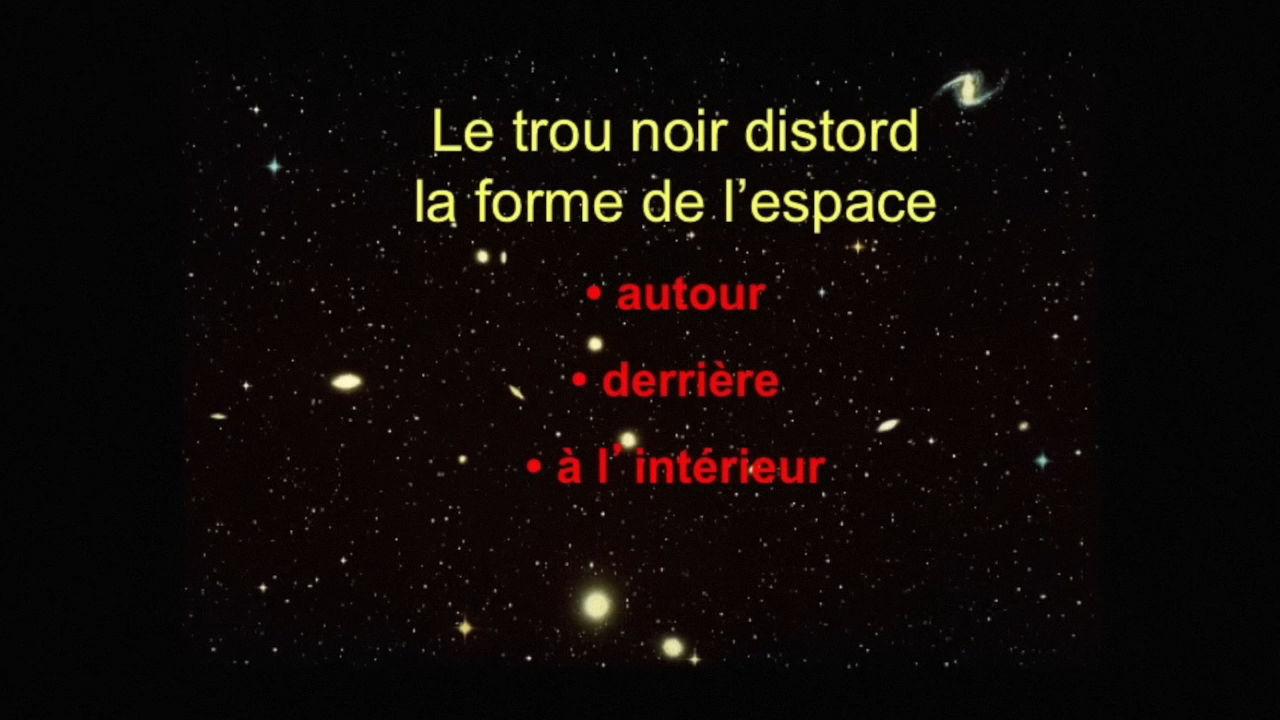 Le trou noir distord
la forme de l’espace
• autour
• derrière
• à l’ intérieur